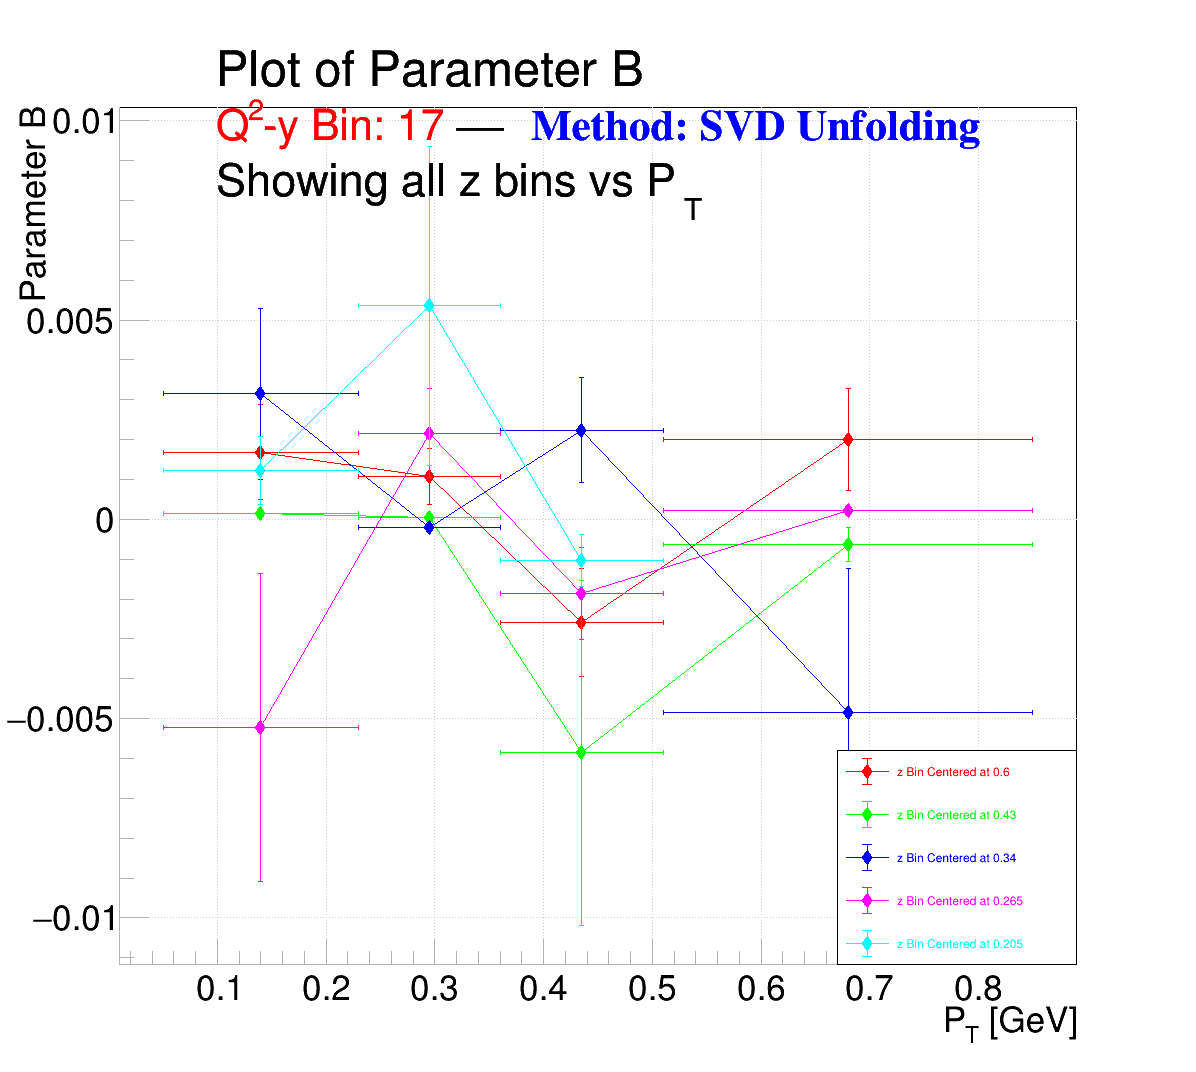 Plot of Parameter B
Q²-y Bin: 17 — Method: SVD Unfolding
Showing all z bins vs P_T
Parameter B
0.01
0.005
0
−0.005
−0.01
z Bin Centered at 0.6
z Bin Centered at 0.43
z Bin Centered at 0.34
z Bin Centered at 0.265
z Bin Centered at 0.205
0.1 0.2 0.3 0.4 0.5 0.6 0.7 0.8
P_T [GeV]